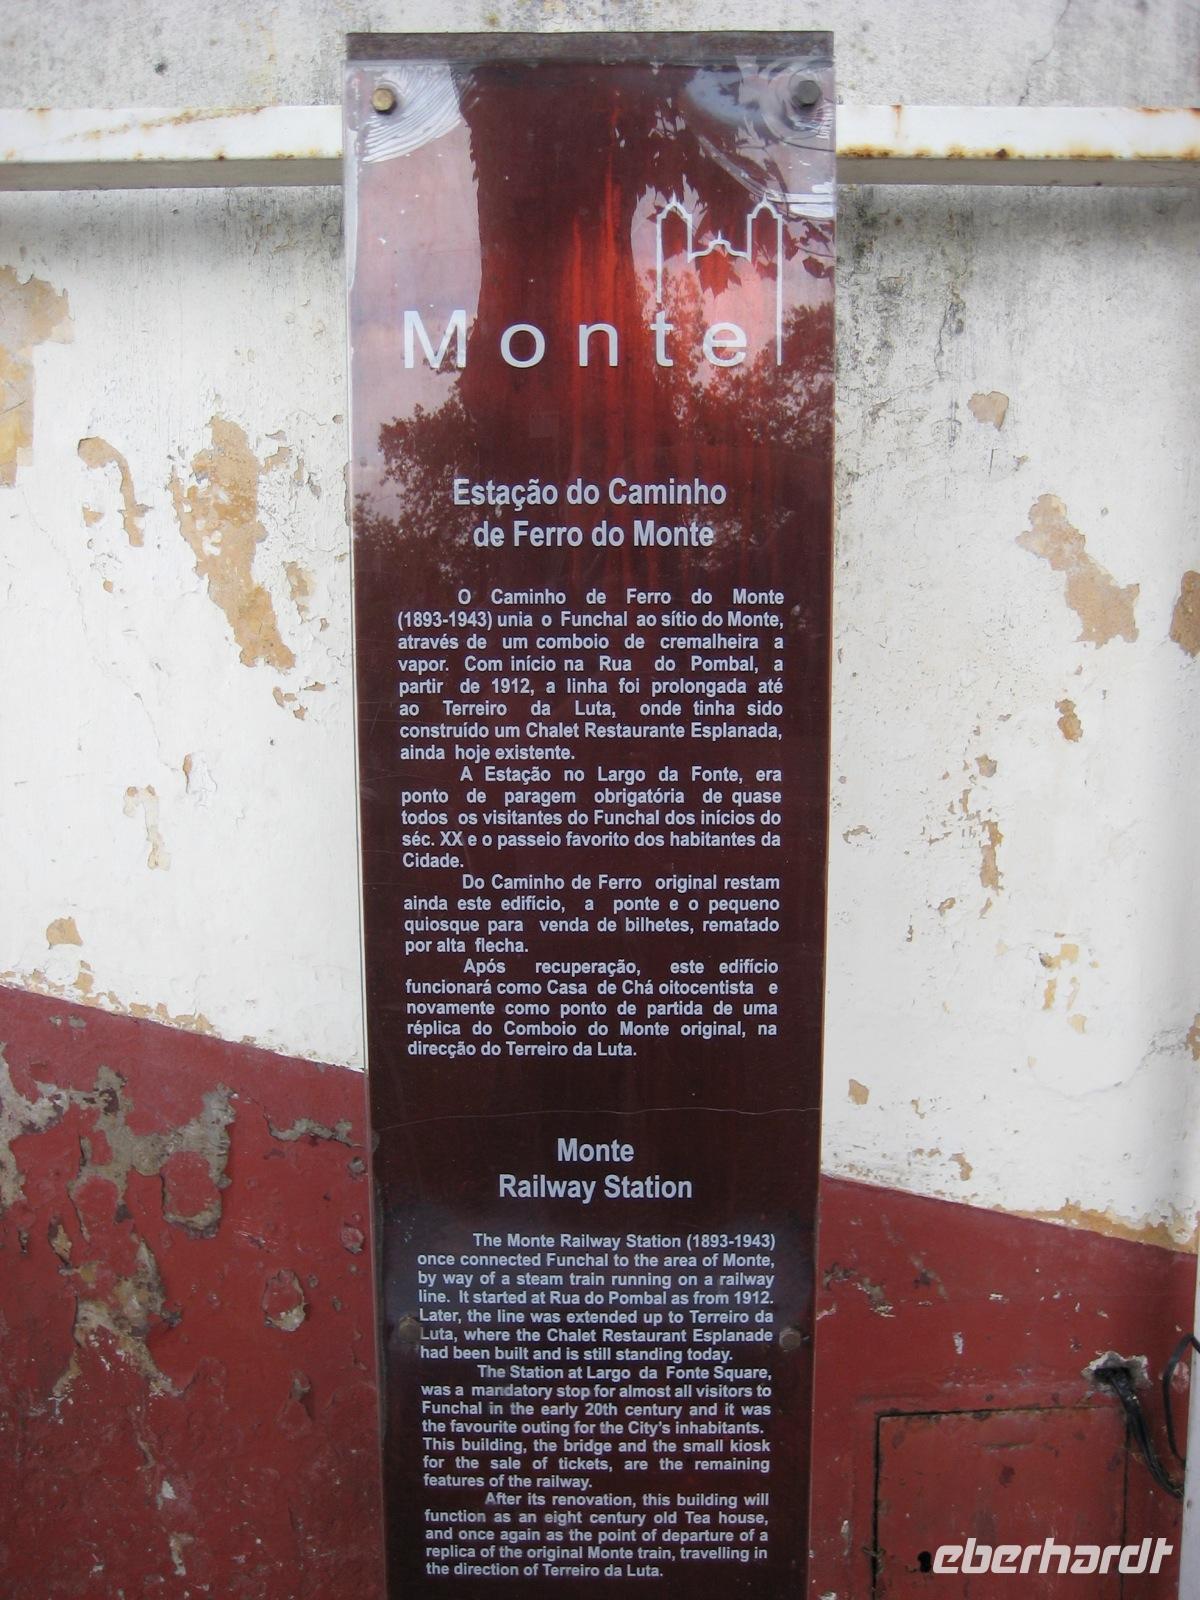 Monte
Estação do Caminho
de Ferro do Monte
O Caminho de Ferro do Monte
(1893-1943) unia o Funchal ao sítio do Monte,
através de um comboio de cremalheira a
vapor. Com início na Rua do Pombal, a
partir de 1912, a linha foi prolongada até
ao Terreiro da Luta, onde tinha sido
construído um Chalet Restaurante Esplanada,
ainda hoje existente.
A Estação no Largo da Fonte, era
ponto de paragem obrigatória de quase
todos os visitantes do Funchal dos inícios do
séc. XX e o passeio favorito dos habitantes da
Cidade.
Do Caminho de Ferro original restam
ainda este edifício, a ponte e o pequeno
quiosque para venda de bilhetes, rematado
por alta flecha.
Após recuperação, este edifício
funcionará como Casa de Chá oitocentista e
novamente como ponto de partida de uma
réplica do Comboio do Monte original, na
direcção do Terreiro da Luta.
Monte
Railway Station
The Monte Railway Station (1893-1943)
once connected Funchal to the area of Monte,
by way of a steam train running on a railway
line. It started at Rua do Pombal as from 1912.
Later, the line was extended up to Terreiro da
Luta, where the Chalet Restaurant Esplanade
had been built and is still standing today.
The Station at Largo da Fonte Square,
was a mandatory stop for almost all visitors to
Funchal in the early 20th century and it was
the favourite outing for the City's inhabitants.
This building, the bridge and the small kiosk
for the sale of tickets, are the remaining
features of the railway.
After its renovation, this building will
function as an eight century old Tea house,
and once again as the point of departure of a
replica of the original Monte train, travelling in
the direction of Terreiro da Luta.
eberhardt